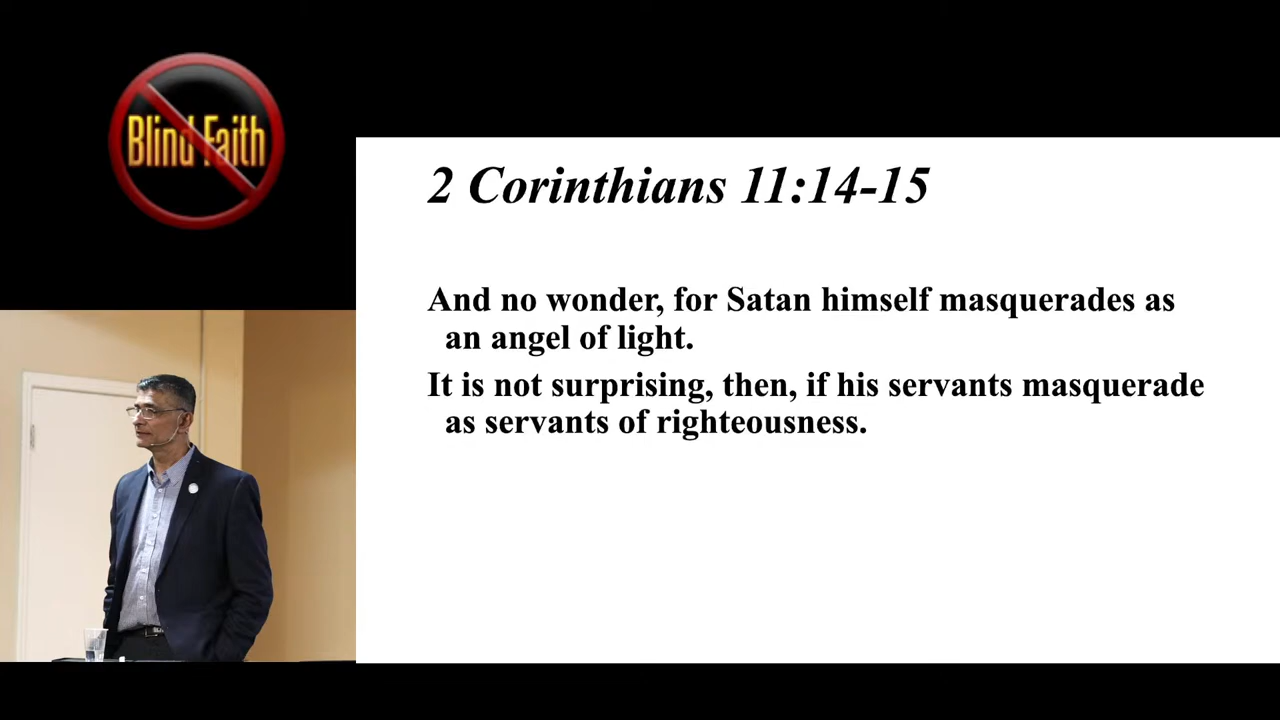 Blind Faith
2 Corinthians 11:14-15
And no wonder, for Satan himself masquerades as
an angel of light.
It is not surprising, then, if his servants masquerade
as servants of righteousness.